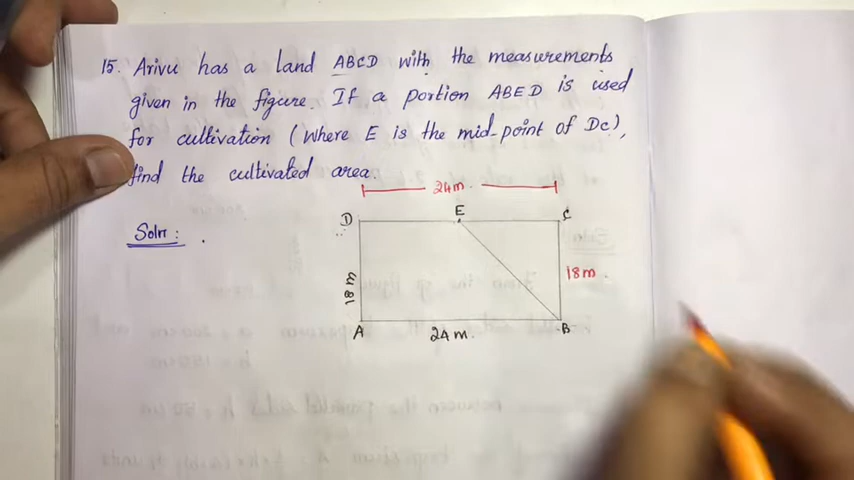 15. Arivu has a land ABCD with the measurements
given in the figure. If a portion ABED is used
for cultivation (Where E is the mid-point of DC),
find the cultivated area.
24m.
Soln :
D E C
18m
18m.
A 24m. B